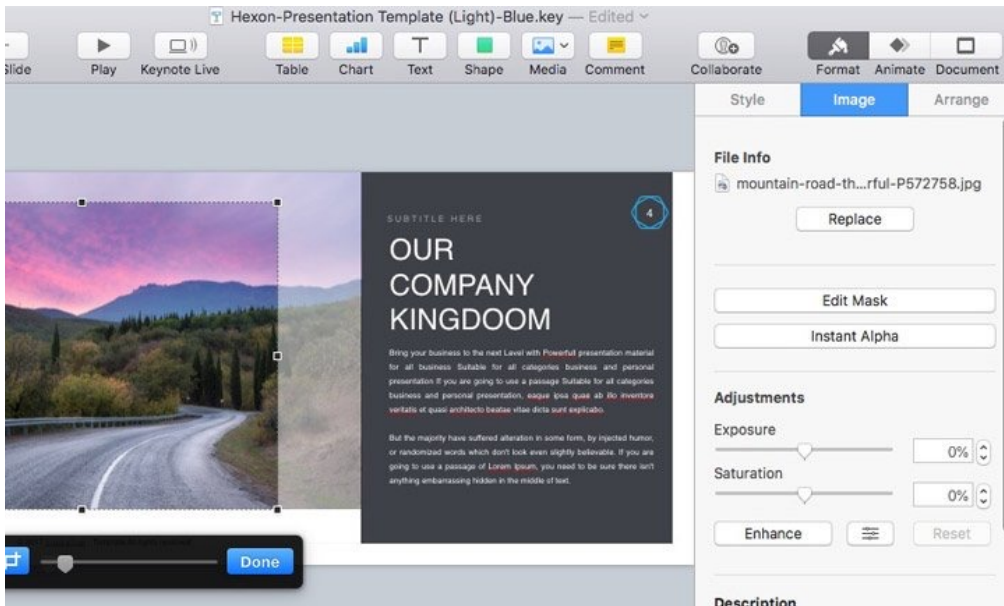 Hexon-Presentation Template (Light)-Blue.key — Edited
Slide Play Keynote Live Table Chart Text Shape Media Comment Collaborate Format Animate Document
Style Image Arrange
File Info
mountain-road-th...rful-P572758.jpg
Replace
Edit Mask
Instant Alpha
Adjustments
Exposure
0%
Saturation
0%
Enhance Reset
Description
4
SUBTITLE HERE
OUR
COMPANY
KINGDOOM
Bring your business to the next Level with Powerfull presentation material
for all business Suitable for all categories business and personal
presentation If you are going to use a passage Suitable for all categories
business and personal presentation, eaque ipsa quae ab illo inventore
veritatis et quasi architecto beatae vitae dicta sunt explicabo.
But the majority have suffered alteration in some form, by injected humor,
or randomized words which don't look even slightly believable. If you are
going to use a passage of Lorem Ipsum, you need to be sure there isn't
anything embarrassing hidden in the middle of text.
Done